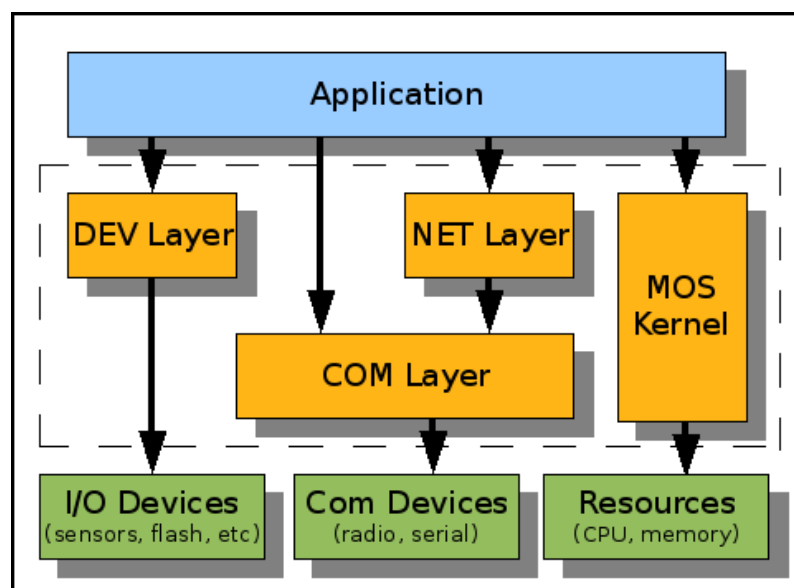 Application
DEV Layer
NET Layer
MOS
Kernel
COM Layer
I/O Devices
(sensors, flash, etc)
Com Devices
(radio, serial)
Resources
(CPU, memory)